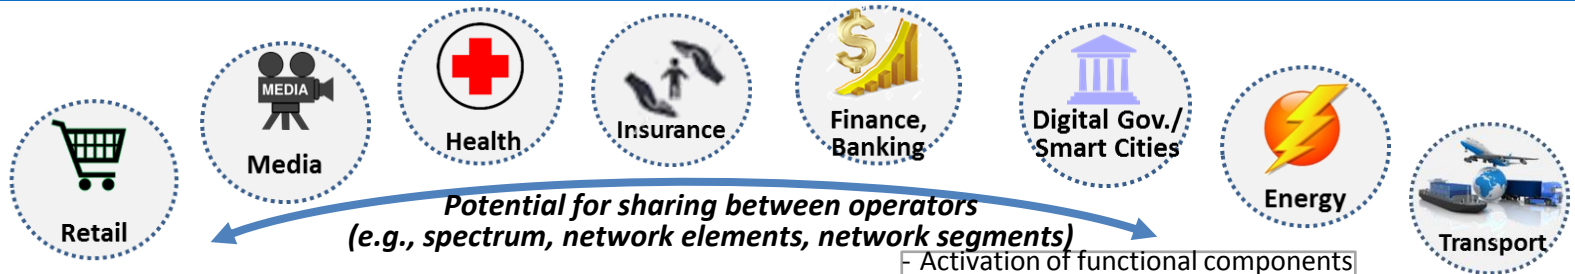 Retail
MEDIA
Media
Health
Insurance
Finance,
Banking
Digital Gov./
Smart Cities
Energy
Transport
Potential for sharing between operators
(e.g., spectrum, network elements, network segments)
- Activation of functional components